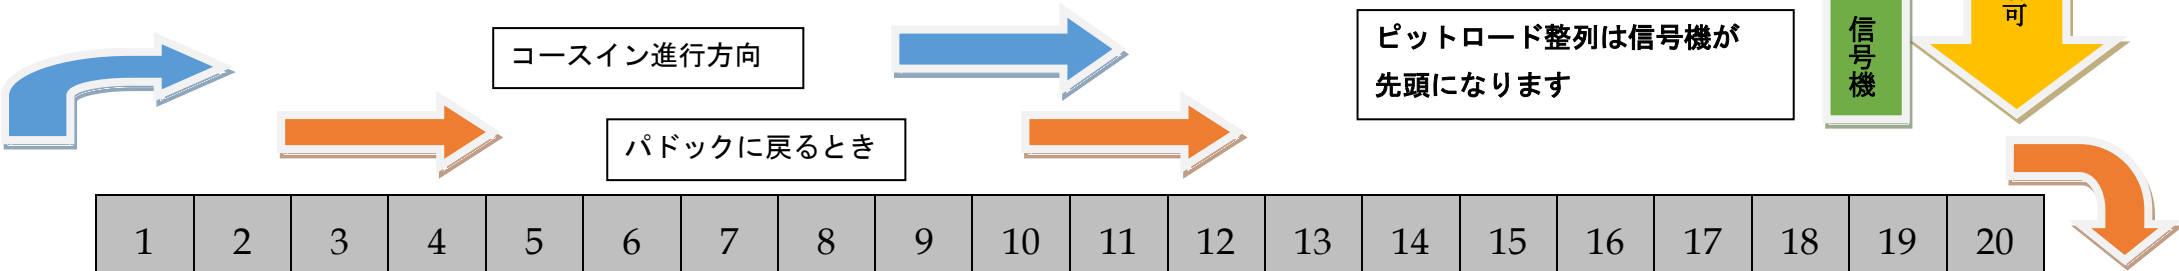 コースイン進行方向
パドックに戻るとき
ピットロード整列は信号機が
先頭になります
信号機
可
1 2 3 4 5 6 7 8 9 10 11 12 13 14 15 16 17 18 19 20